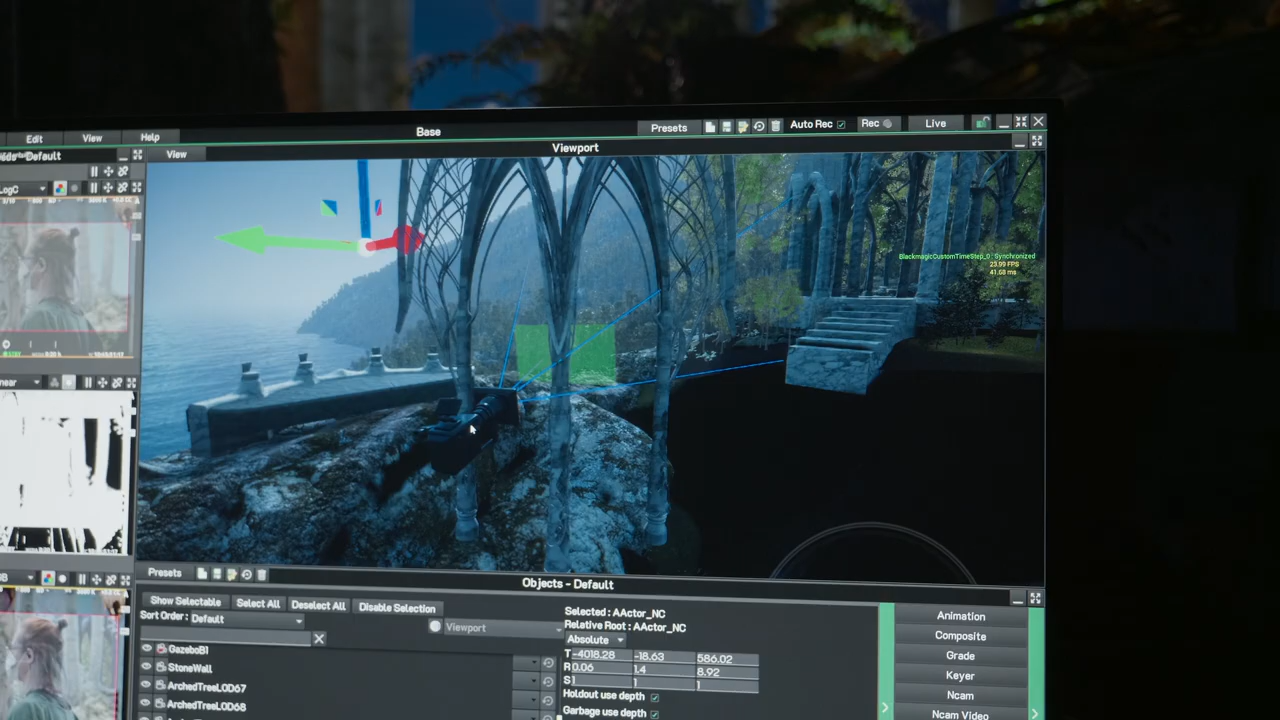 Edit View Help Base Presets Auto Rec Rec Live
Default View Viewport
LogC
BlackmagicCustomTimeStep_0 : Synchronized
23.99 FPS
41.68 ms
Presets Objects - Default
Show Selectable Select All Deselect All Disable Selection
Sort Order : Default
Viewport
GazeboB1
StoneWall
ArchedTreeLOD67
ArchedTreeLOD68
Selected : AActor_NC
Relative Root : AActor_NC
Absolute
T -4018.28 -18.63 586.02
R 0.06 1.4 8.92
S 1 1 1
Holdout use depth
Garbage use depth
Animation
Composite
Grade
Keyer
Ncam
Ncam Video